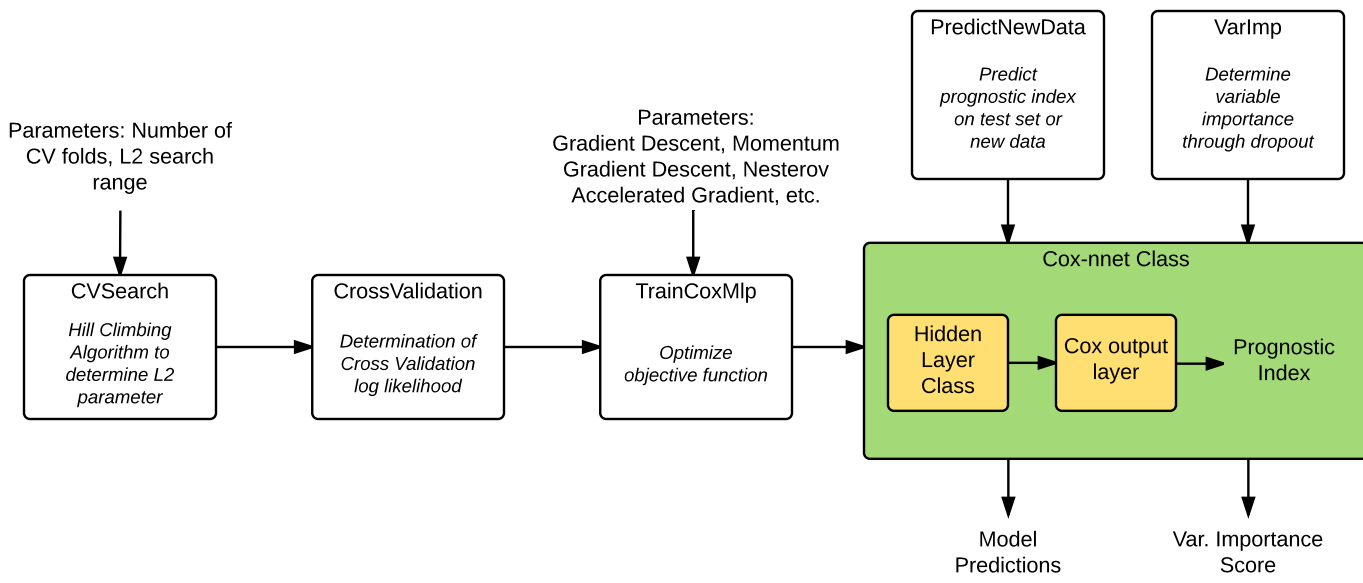 Parameters: Number of
CV folds, L2 search
range
CVSearch
Hill Climbing
Algorithm to
determine L2
parameter
CrossValidation
Determination of
Cross Validation
log likelihood
Parameters:
Gradient Descent, Momentum
Gradient Descent, Nesterov
Accelerated Gradient, etc.
TrainCoxMlp
Optimize
objective function
PredictNewData
Predict
prognostic index
on test set or
new data
VarImp
Determine
variable
importance
through dropout
Cox-nnet Class
Hidden
Layer
Class
Cox output
layer
Prognostic
Index
Model
Predictions
Var. Importance
Score